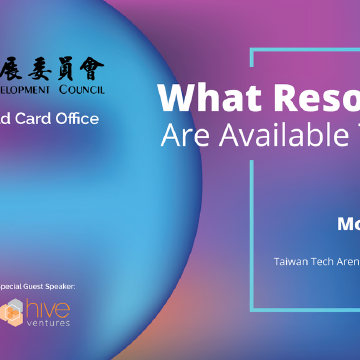 展委員會
ELOPMENT COUNCIL
d Card Office
What Reso
Are Available
Mo
Taiwan Tech Aren
pecial Guest Speaker:
hive
ventures